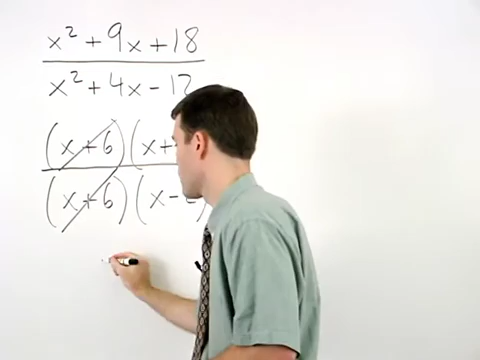 x² + 9x + 18
x² + 4x - 12
(x + 6)(x +
(x + 6)(x -